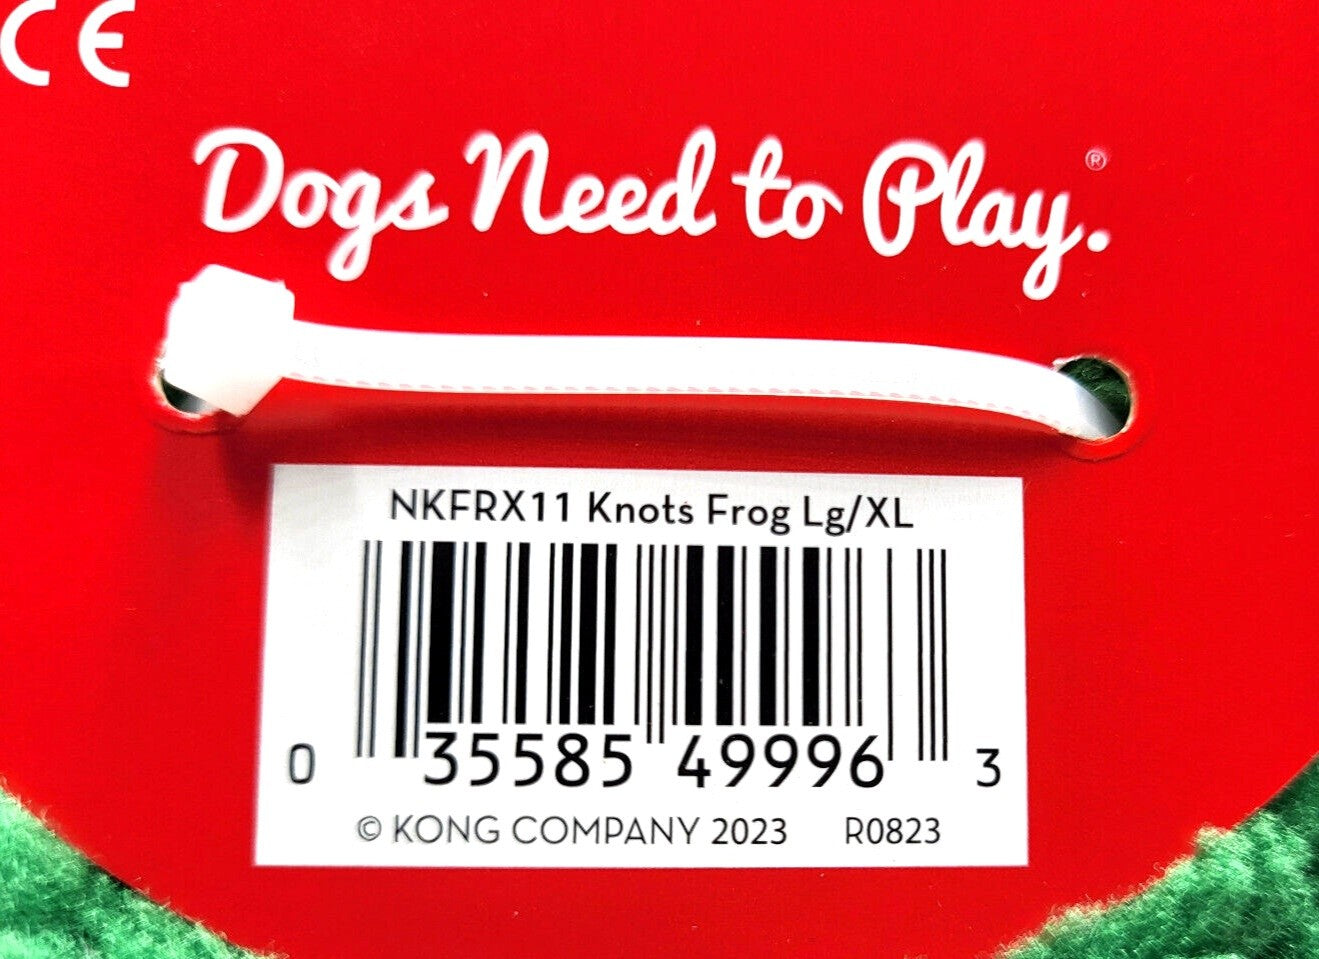 CE
Dogs Need to Play.®
NKFRX11 Knots Frog Lg/XL
0 35585 49996 3
© KONG COMPANY 2023 R0823